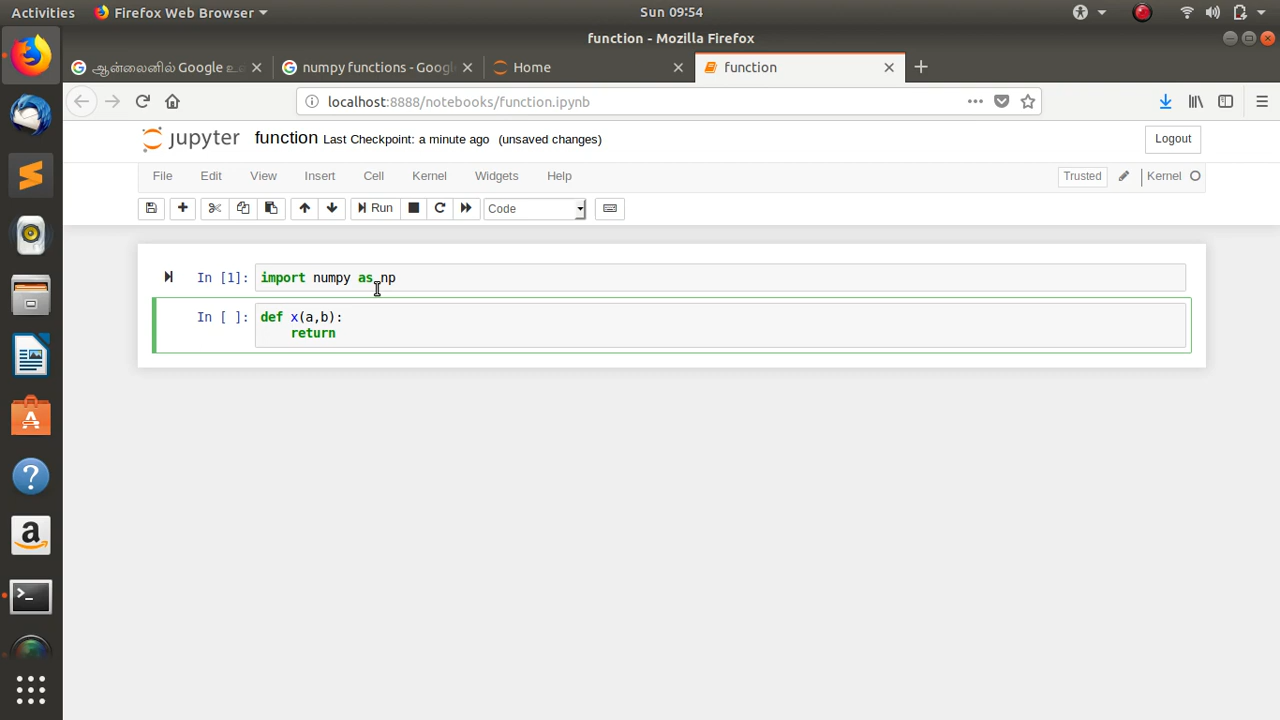 Activities
Firefox Web Browser
Sun 09:54
function - Mozilla Firefox
ஆன்லைனில் Google உ
numpy functions - Goog
Home
function
localhost:8888/notebooks/function.ipynb
jupyter
function Last Checkpoint: a minute ago (unsaved changes)
Logout
File Edit View Insert Cell Kernel Widgets Help
Trusted
Kernel
Run
Code
In [1]: import numpy as np
In [ ]: def x(a,b):
return